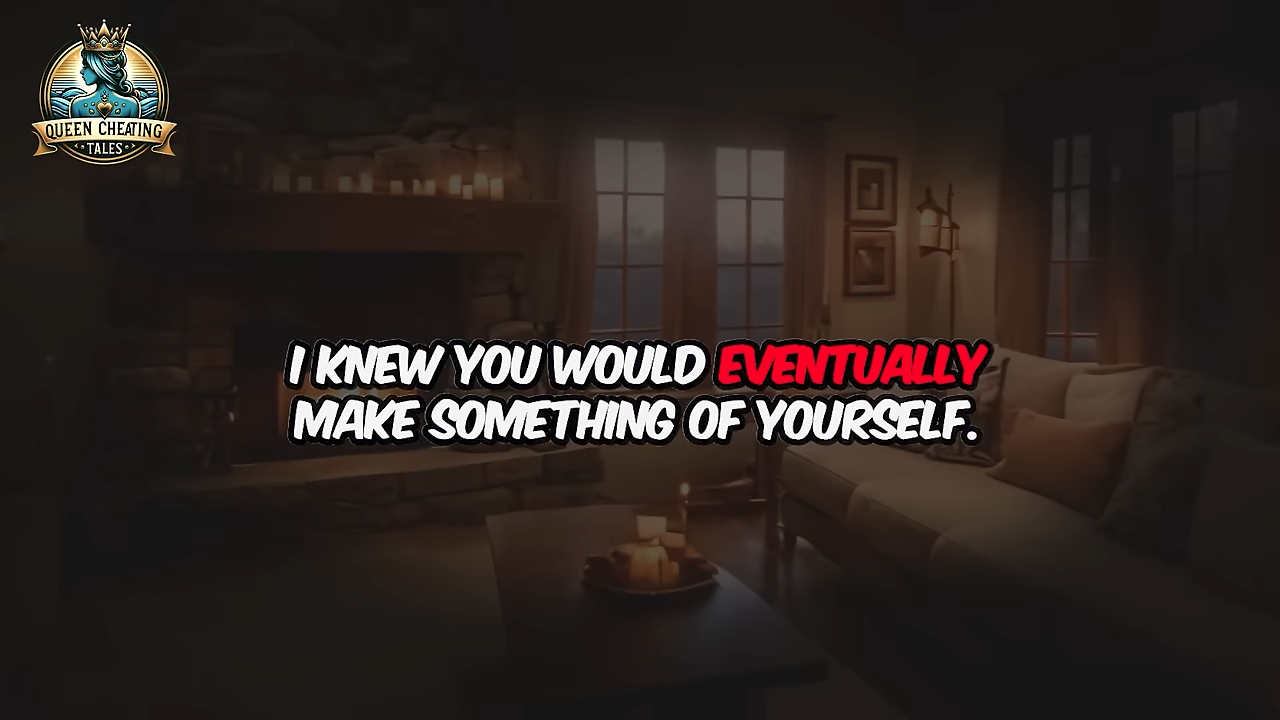 QUEEN CHEATING
TALES
I KNEW YOU WOULD EVENTUALLY
MAKE SOMETHING OF YOURSELF.